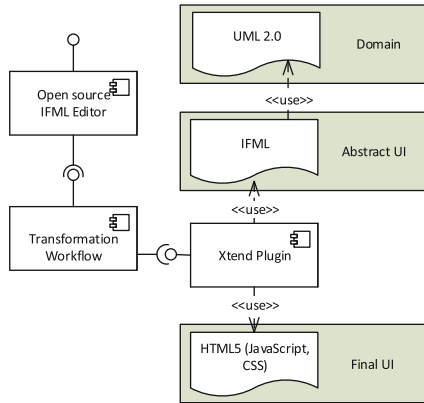 UML 2.0
Domain
<<use>>
Open source
IFML Editor
IFML
Abstract UI
<<use>>
Transformation
Workflow
Xtend Plugin
<<use>>
HTML5 (JavaScript,
CSS)
Final UI